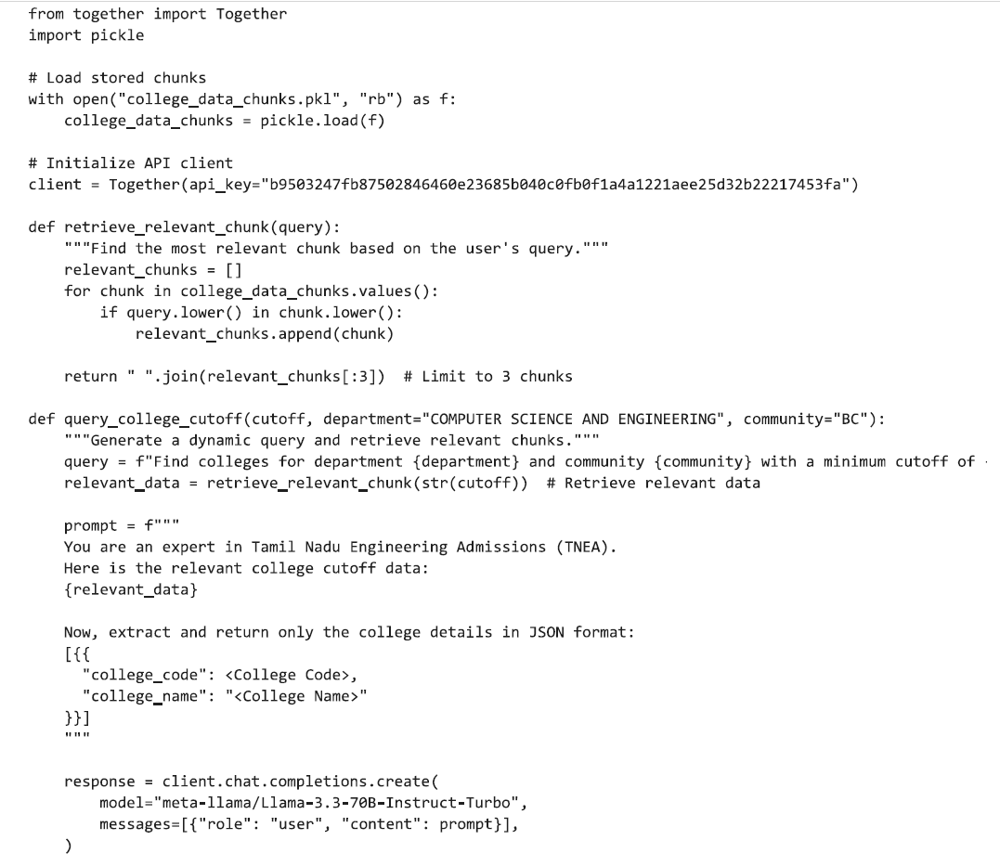 from together import Together
import pickle
# Load stored chunks
with open("college_data_chunks.pkl", "rb") as f:
    college_data_chunks = pickle.load(f)
# Initialize API client
client = Together(api_key="b9503247fb87502846460e23685b040c0fb0f1a4a1221aee25d32b22217453fa")
def retrieve_relevant_chunk(query):
    """Find the most relevant chunk based on the user's query."""
    relevant_chunks = []
    for chunk in college_data_chunks.values():
        if query.lower() in chunk.lower():
            relevant_chunks.append(chunk)
    return " ".join(relevant_chunks[:3])  # Limit to 3 chunks
def query_college_cutoff(cutoff, department="COMPUTER SCIENCE AND ENGINEERING", community="BC"):
    """Generate a dynamic query and retrieve relevant chunks."""
    query = f"Find colleges for department {department} and community {community} with a minimum cutoff of
    relevant_data = retrieve_relevant_chunk(str(cutoff))  # Retrieve relevant data
    prompt = f"""
    You are an expert in Tamil Nadu Engineering Admissions (TNEA).
    Here is the relevant college cutoff data:
    {relevant_data}
    Now, extract and return only the college details in JSON format:
    [{{
      "college_code": <College Code>,
      "college_name": "<College Name>"
    }}]
    """
    response = client.chat.completions.create(
        model="meta-llama/Llama-3.3-70B-Instruct-Turbo",
        messages=[{"role": "user", "content": prompt}],
    )